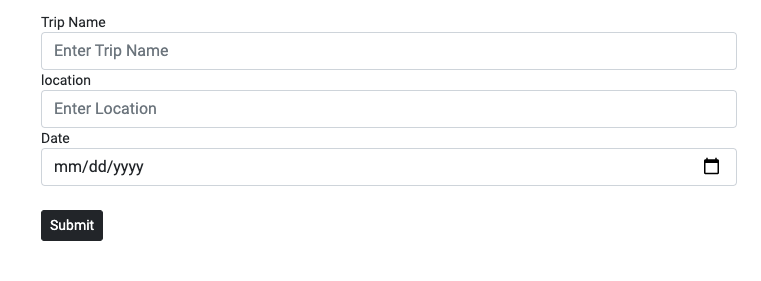 Trip Name
Enter Trip Name
location
Enter Location
Date
mm/dd/yyyy
Submit